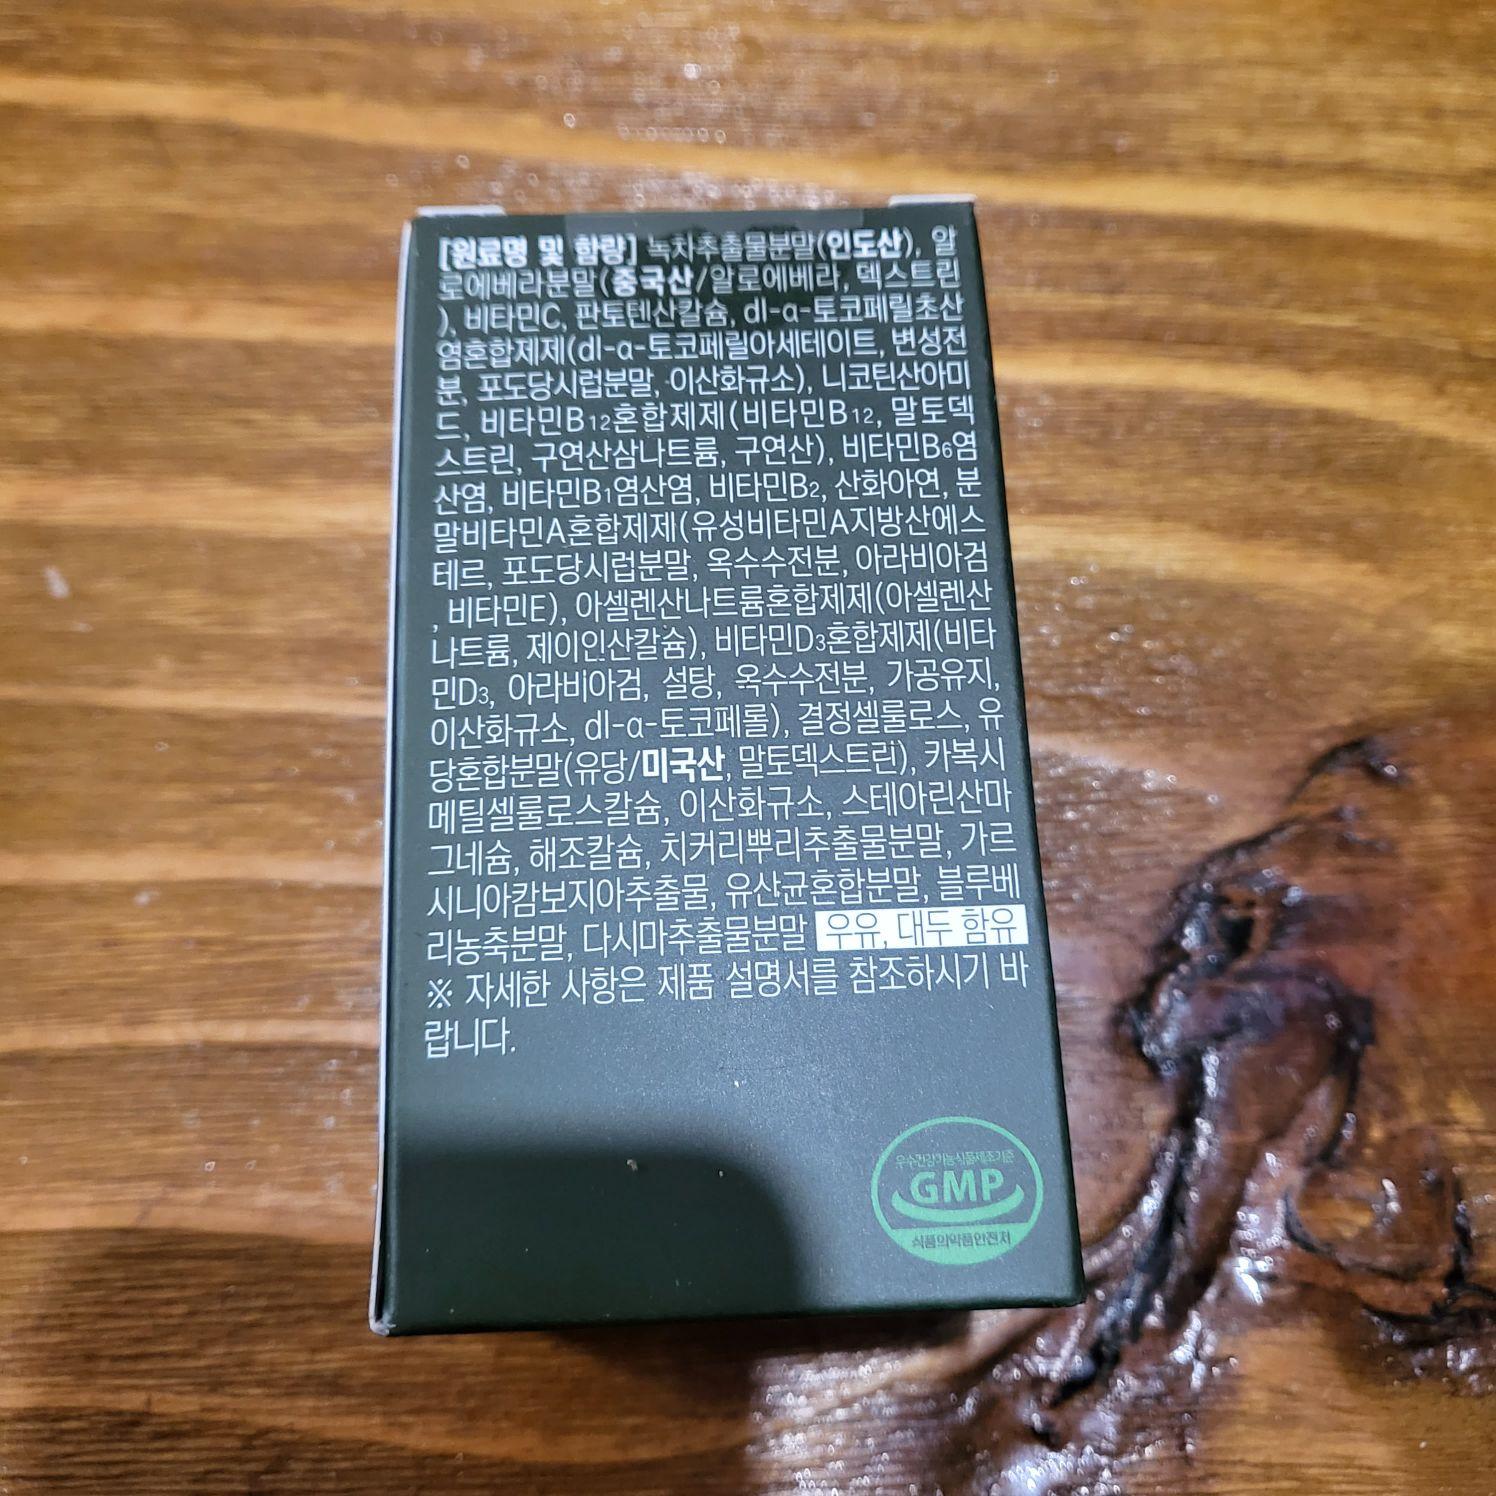 [원료명 및 함량] 녹차추출물분말(인도산), 알
로에베라분말(중국산/알로에베라, 덱스트린
), 비타민C, 판토텐산칼슘, dl-α-토코페릴초산
염혼합제제(dl-α-토코페릴아세테이트, 변성전
분, 포도당시럽분말, 이산화규소), 니코틴산아미
드, 비타민B12혼합제제(비타민B12, 말토덱
스트린, 구연산삼나트륨, 구연산), 비타민B6염
산염, 비타민B1염산염, 비타민B2, 산화아연, 분
말비타민A혼합제제(유성비타민A지방산에스
테르, 포도당시럽분말, 옥수수전분, 아라비아검
, 비타민E), 아셀렌산나트륨혼합제제(아셀렌산
나트륨, 제이인산칼슘), 비타민D3혼합제제(비타
민D3, 아라비아검, 설탕, 옥수수전분, 가공유지,
이산화규소, dl-α-토코페롤), 결정셀룰로스, 유
당혼합분말(유당/미국산, 말토덱스트린), 카복시
메틸셀룰로스칼슘, 이산화규소, 스테아린산마
그네슘, 해조칼슘, 치커리뿌리추출물분말, 가르
시니아캄보지아추출물, 유산균혼합분말, 블루베
리농축분말, 다시마추출물분말 우유, 대두 함유
※ 자세한 사항은 제품 설명서를 참조하시기 바
랍니다.
우수건강기능식품제조기준
GMP
식품의약품안전처